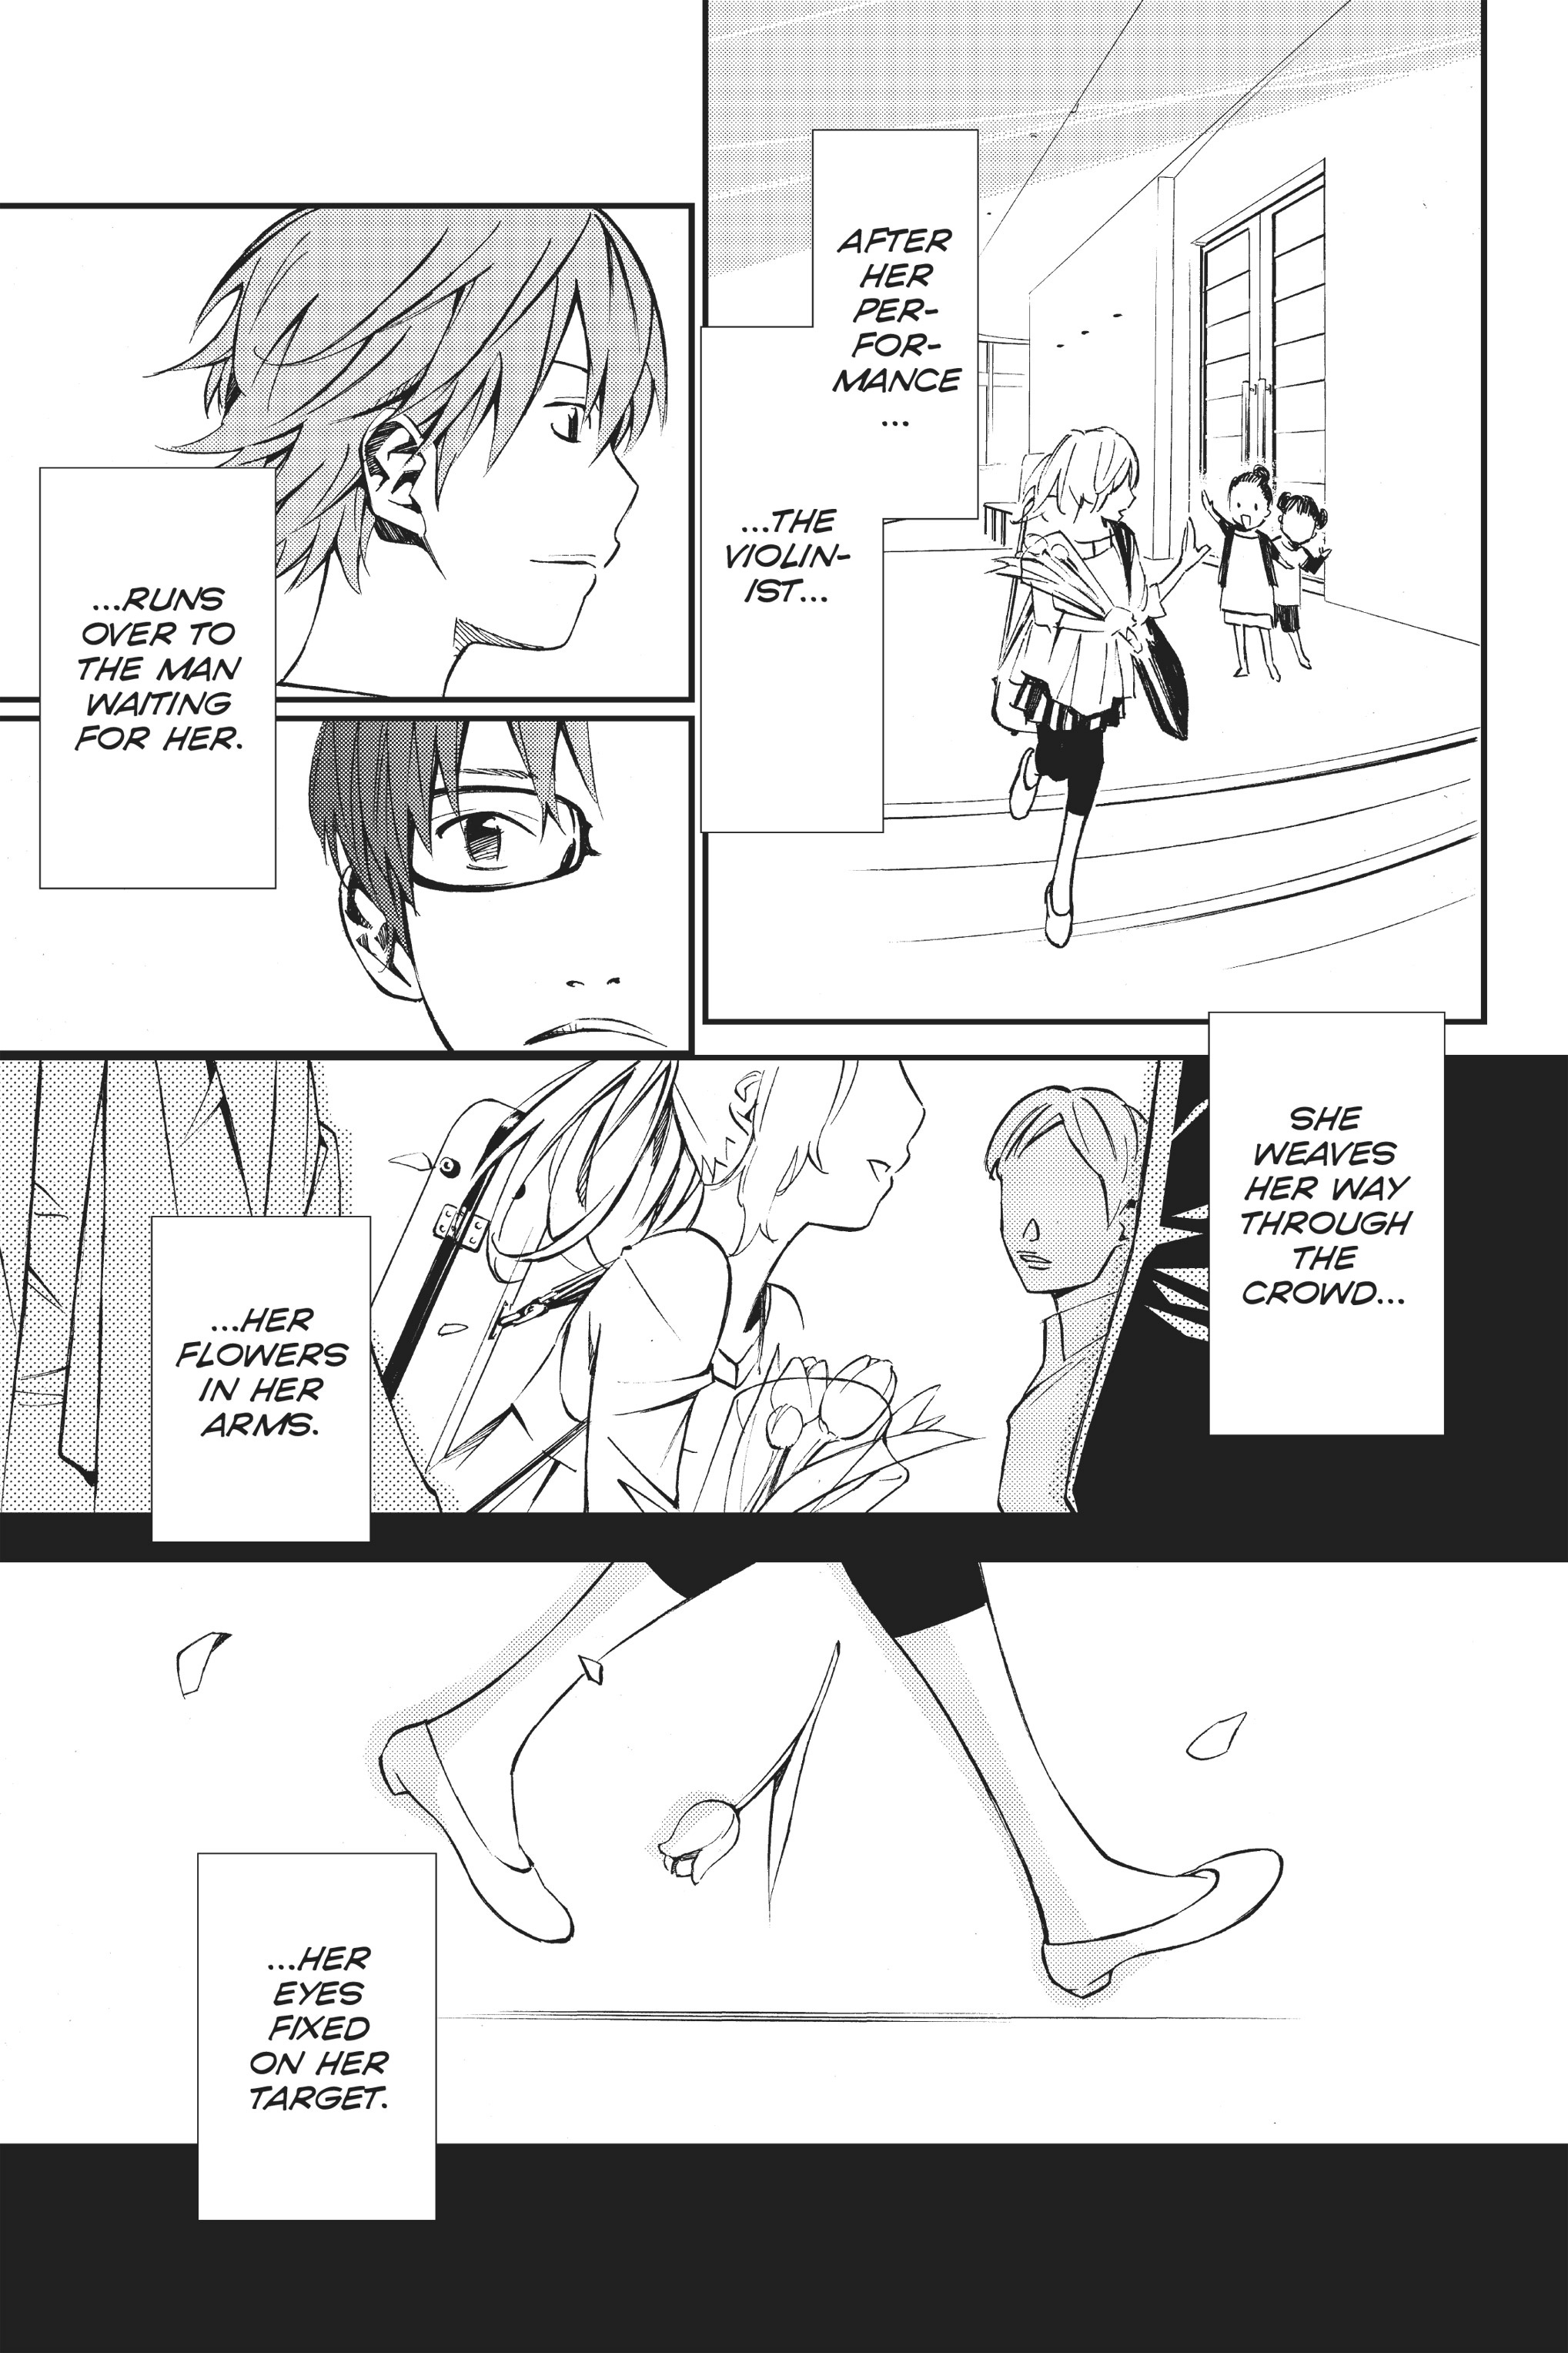 AFTER
HER
PER-
FOR-
MANCE
...
...THE
VIOLIN-
IST...
...RUNS
OVER TO
THE MAN
WAITING
FOR HER.
SHE
WEAVES
HER WAY
THROUGH
THE
CROWD...
...HER
FLOWERS
IN HER
ARMS.
...HER
EYES
FIXED
ON HER
TARGET.